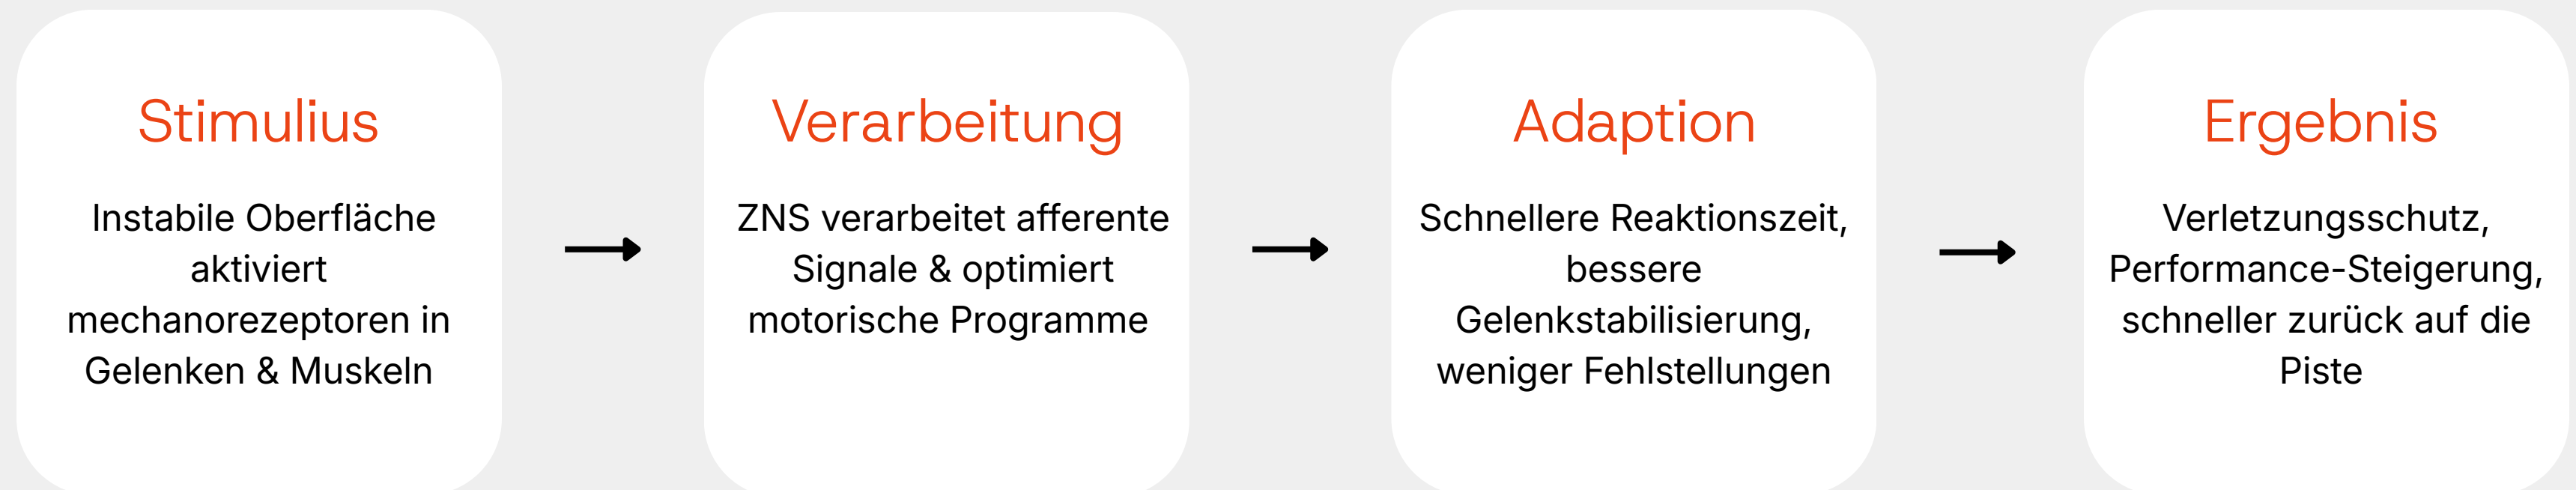 Stimulius
Instabile Oberfläche
aktiviert
mechanorezeptoren in
Gelenken & Muskeln
Verarbeitung
ZNS verarbeitet afferente
Signale & optimiert
motorische Programme
Adaption
Schnellere Reaktionszeit,
bessere
Gelenkstabilisierung,
weniger Fehlstellungen
Ergebnis
Verletzungsschutz,
Performance-Steigerung,
schneller zurück auf die
Piste